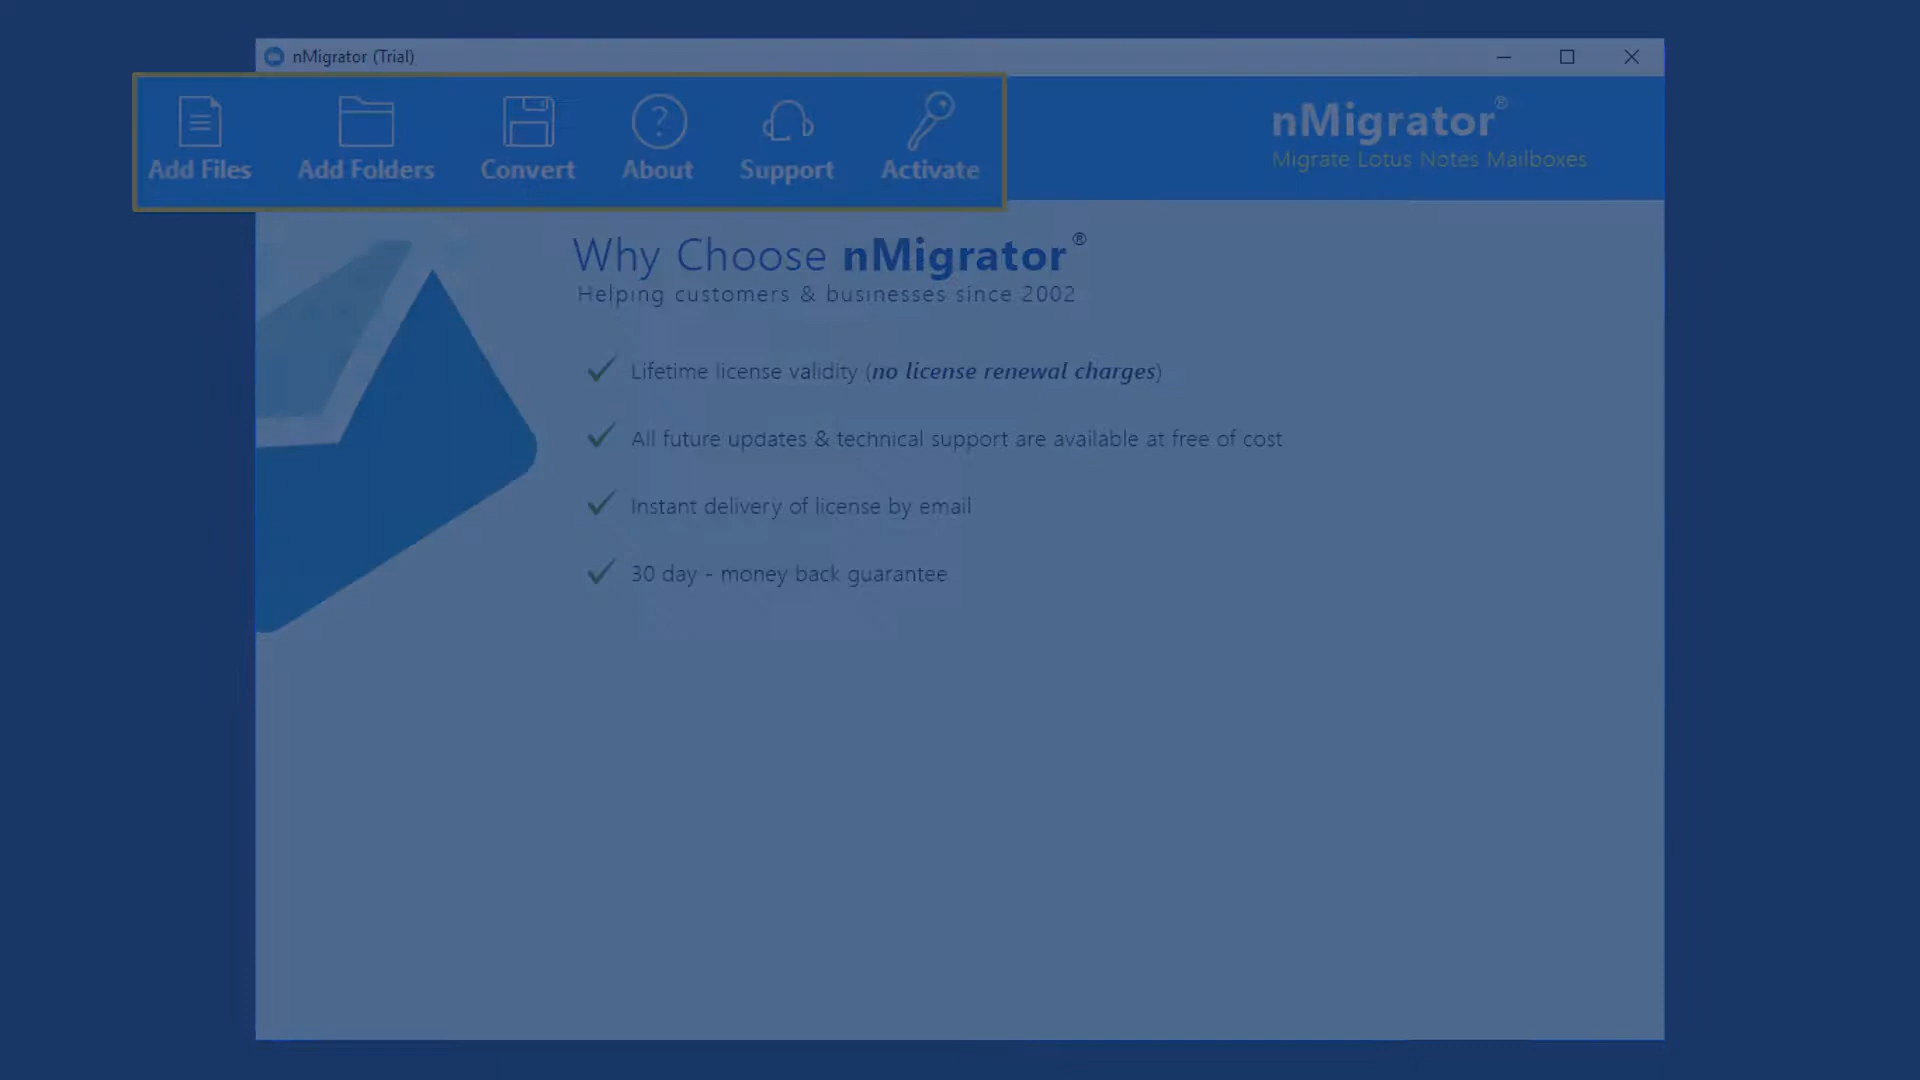 nMigrator (Trial)
Add Files
Add Folders
Convert
About
Support
Activate
nMigrator®
Migrate Lotus Notes Mailboxes
Why Choose nMigrator®
Helping customers & businesses since 2002
Lifetime license validity (no license renewal charges)
All future updates & technical support are available at free of cost
Instant delivery of license by email
30 day - money back guarantee